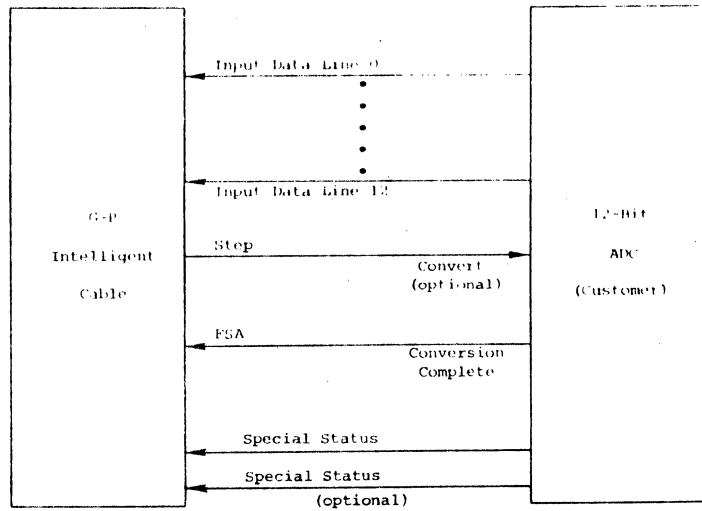 Input Data Line 0
Input Data Line 12
G-P
Intelligent
Cable
12-Bit
ADC
(Customer)
Step
Convert
(optional)
FSA
Conversion
Complete
Special Status
Special Status
(optional)